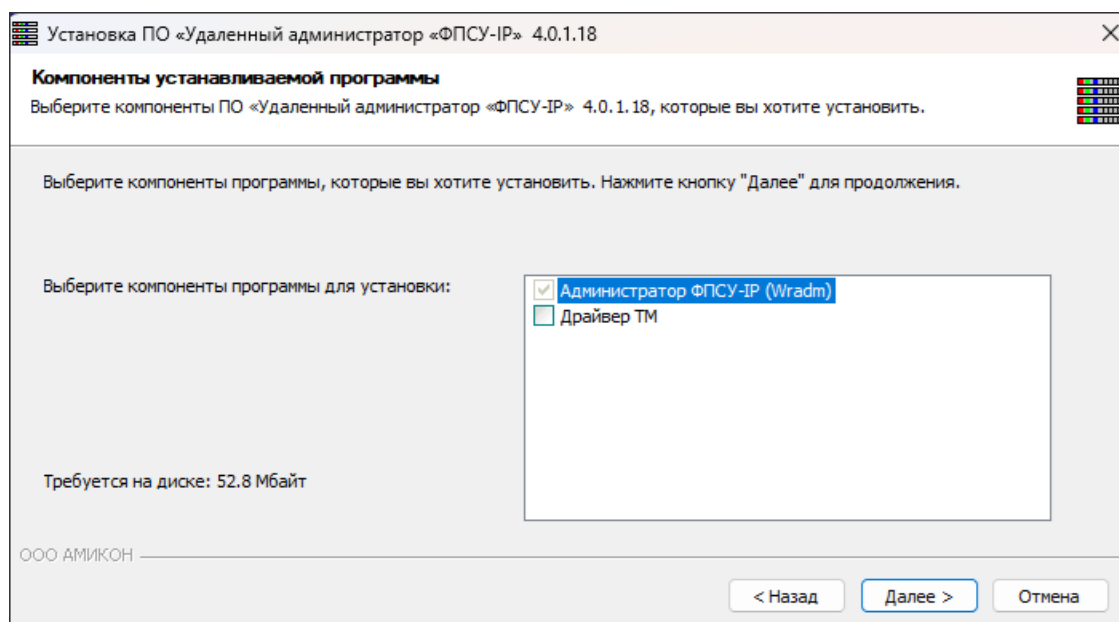 Установка ПО «Удаленный администратор «ФПСУ-IP» 4.0.1.18
Компоненты устанавливаемой программы
Выберите компоненты ПО «Удаленный администратор «ФПСУ-IP» 4.0.1.18, которые вы хотите установить.
Выберите компоненты программы, которые вы хотите установить. Нажмите кнопку "Далее" для продолжения.
Выберите компоненты программы для установки:
Администратор ФПСУ-IP (Wradm)
Драйвер ТМ
Требуется на диске: 52.8 Мбайт
ООО АМИКОН
< Назад
Далее >
Отмена